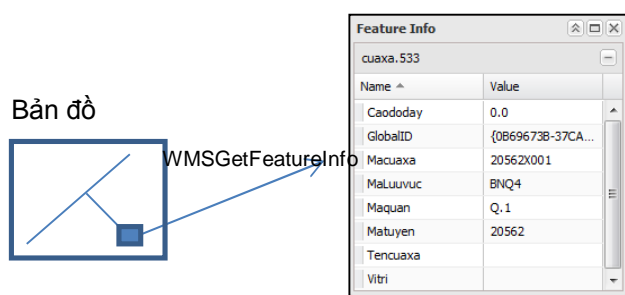 Feature Info
cuaxa.533
Name Value
Caododay 0.0
GlobalID {0B69673B-37CA...
Macuaxa 20562X001
MaLuuvuc BNQ4
Maquan Q.1
Matuyen 20562
Tencuaxa
Vitri
Bản đồ
WMSGetFeatureInfo